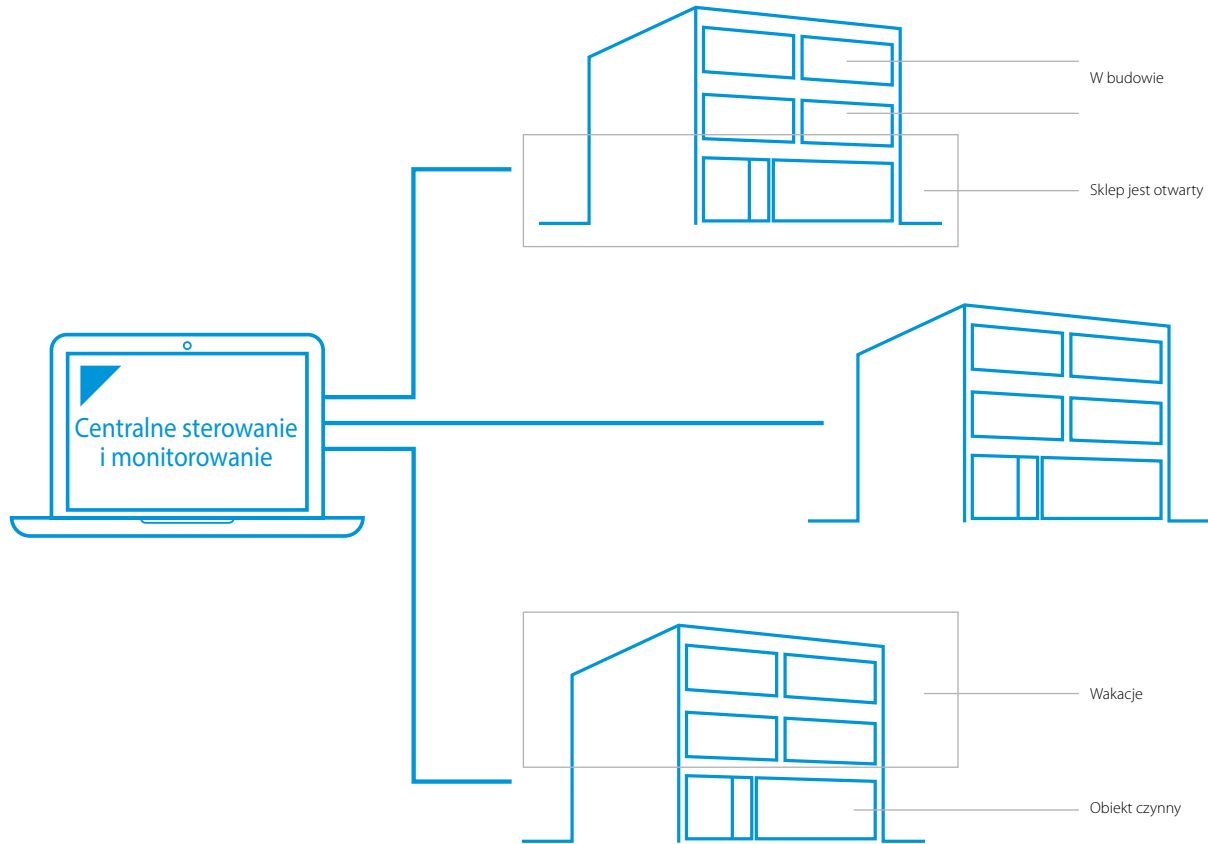 W budowie
Sklep jest otwarty
Centralne sterowanie
i monitorowanie
Wakacje
Obiekt czynny